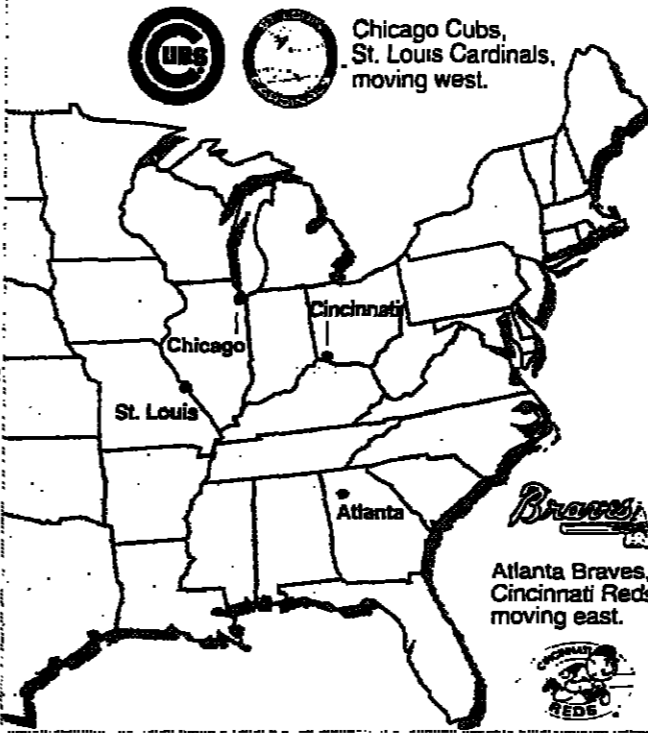 CUBS
Chicago Cubs,
St. Louis Cardinals,
moving west.
Cincinnati
Chicago
St. Louis
Atlanta
Braves
Atlanta Braves,
Cincinnati Reds
moving east.
CINCINNATI
REDS